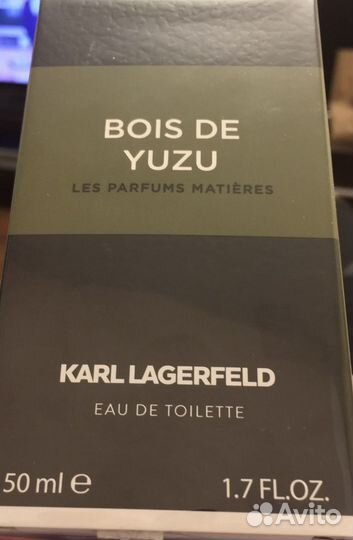 BOIS DE
YUZU
LES PARFUMS MATIÈRES
KARL LAGERFELD
EAU DE TOILETTE
50 ml ℮ 1.7 FL.OZ.
Avito